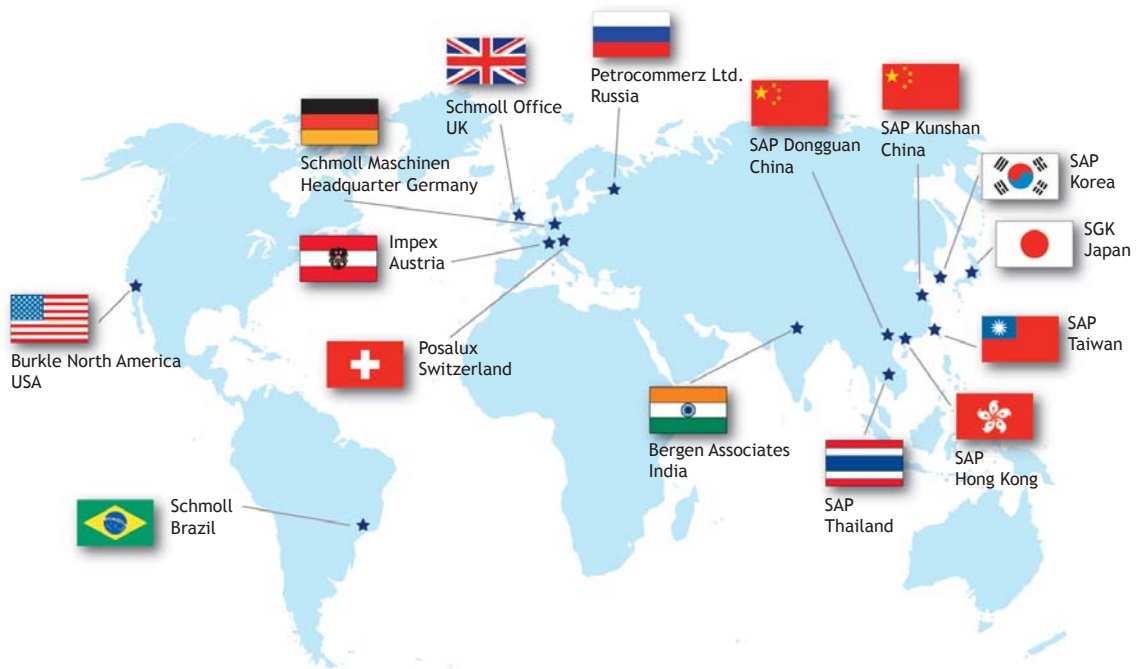 Petrocommerz Ltd.
Russia
Schmoll Office
UK
SAP Kunshan
China
SAP Dongguan
China
Schmoll Maschinen
Headquarter Germany
SAP
Korea
SGK
Japan
Impex
Austria
SAP
Taiwan
Burkle North America
USA
Posalux
Switzerland
Bergen Associates
India
SAP
Hong Kong
SAP
Thailand
Schmoll
Brazil